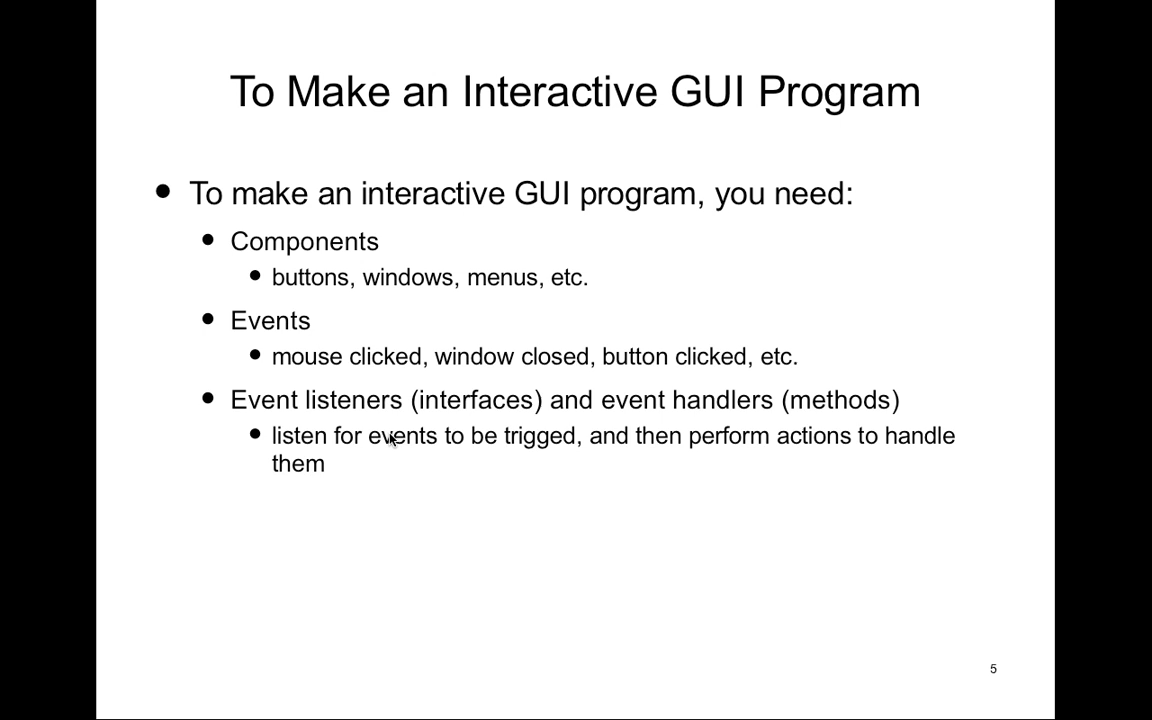 To Make an Interactive GUI Program
● To make an interactive GUI program, you need:
● Components
● buttons, windows, menus, etc.
● Events
● mouse clicked, window closed, button clicked, etc.
● Event listeners (interfaces) and event handlers (methods)
● listen for events to be trigged, and then perform actions to handle
them
5